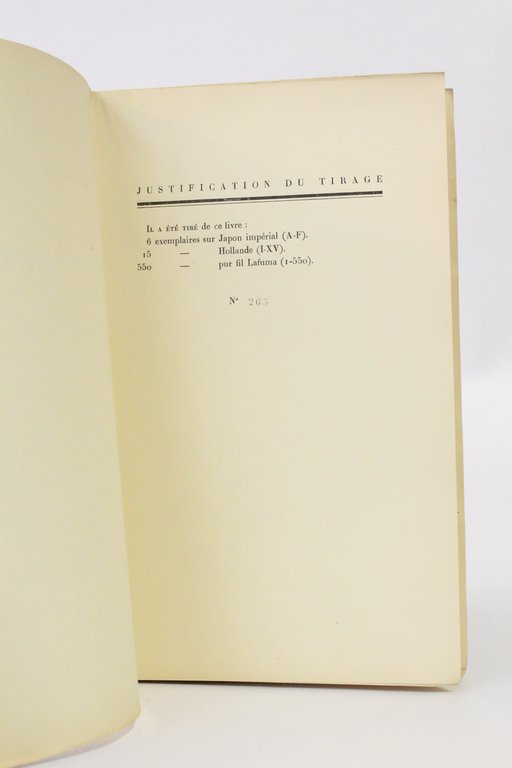 JUSTIFICATION DU TIRAGE
IL A ÉTÉ TIRÉ de ce livre :
6 exemplaires sur Japon impérial (A-F).
15 — Hollande (I-XV).
550 — pur fil Lafuma (1-550).
N° 265